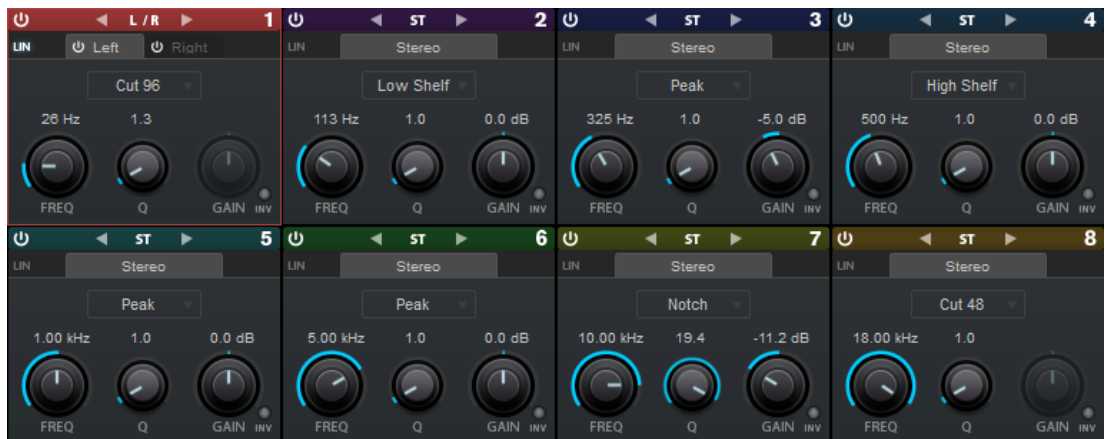 L / R 1 ST 2 ST 3 ST 4
LIN Left Right LIN Stereo LIN Stereo LIN Stereo
Cut 96 Low Shelf Peak High Shelf
26 Hz 1.3 113 Hz 1.0 0.0 dB 325 Hz 1.0 -5.0 dB 500 Hz 1.0 0.0 dB
FREQ Q GAIN INV FREQ Q GAIN INV FREQ Q GAIN INV FREQ Q GAIN INV
ST 5 ST 6 ST 7 ST 8
LIN Stereo LIN Stereo LIN Stereo LIN Stereo
Peak Peak Notch Cut 48
1.00 kHz 1.0 0.0 dB 5.00 kHz 1.0 0.0 dB 10.00 kHz 19.4 -11.2 dB 18.00 kHz 1.0
FREQ Q GAIN INV FREQ Q GAIN INV FREQ Q GAIN INV FREQ Q GAIN INV